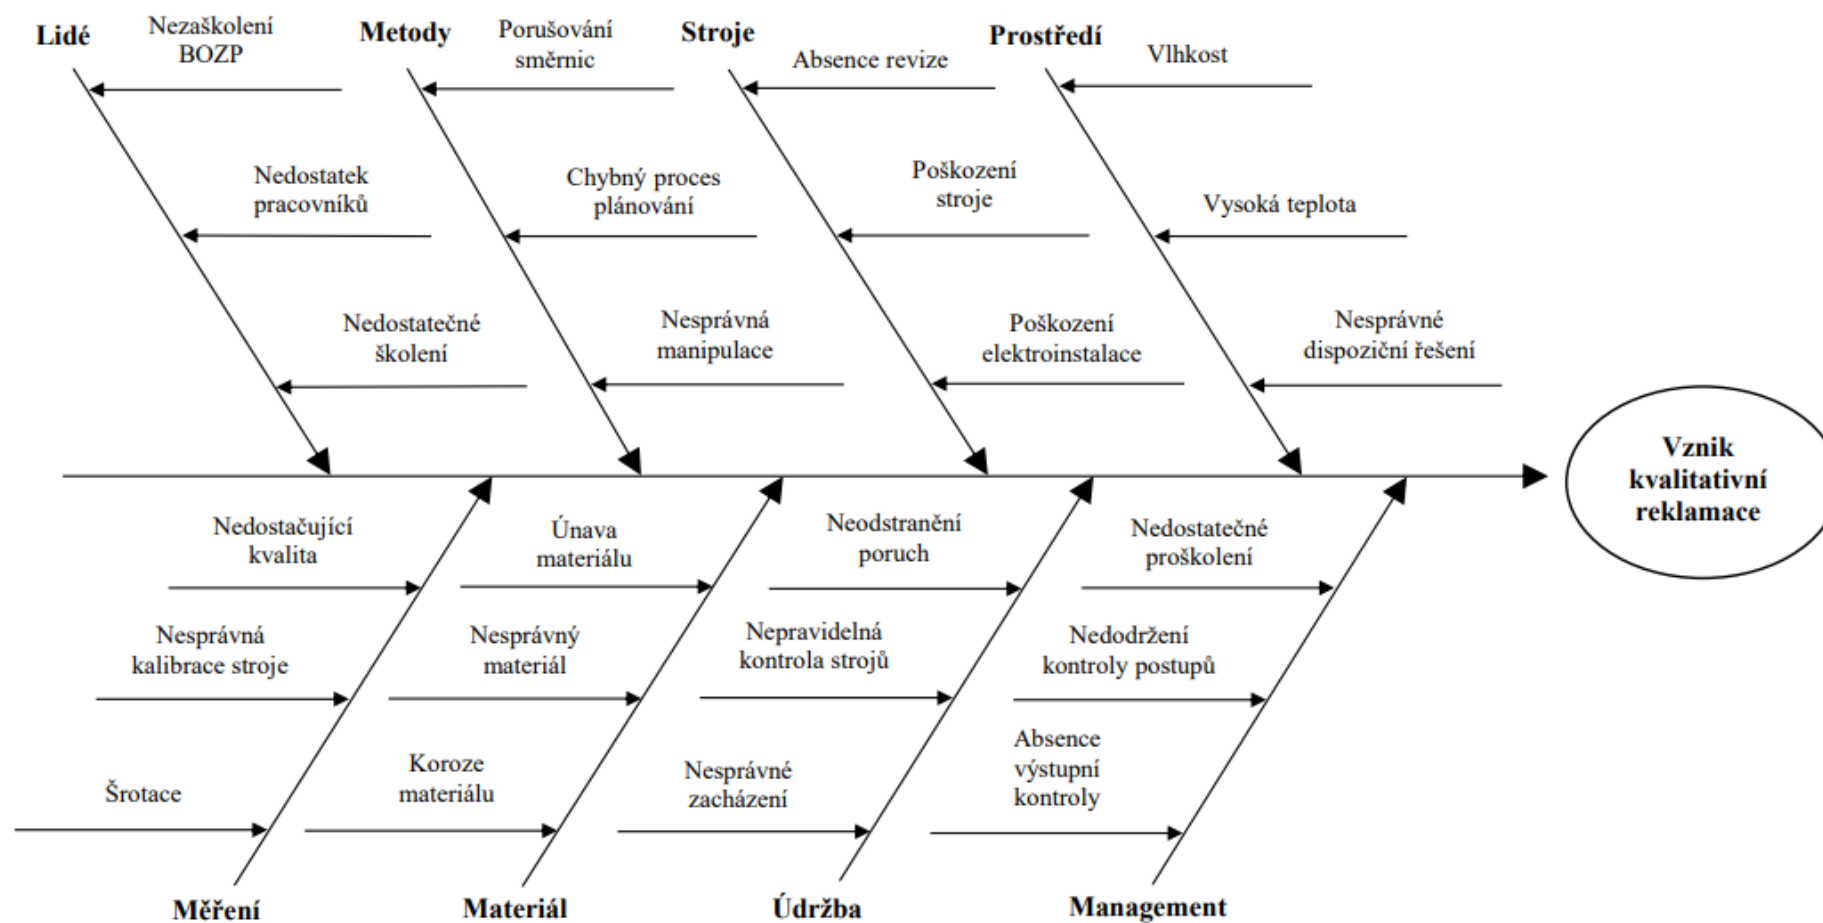 Lidé
Nezaškolení
BOZP
Nedostatek
pracovníků
Nedostatečné
školení
Metody
Porušování
směrnic
Chybný proces
plánování
Nesprávná
manipulace
Stroje
Absence revize
Poškození
stroje
Poškození
elektroinstalace
Prostředí
Vlhkost
Vysoká teplota
Nesprávné
dispoziční řešení
Vznik
kvalitativní
reklamace
Nedostačující
kvalita
Nesprávná
kalibrace stroje
Šrotace
Měření
Únava
materiálu
Nesprávný
materiál
Koroze
materiálu
Materiál
Neodstranění
poruch
Nepravidelná
kontrola strojů
Nesprávné
zacházení
Údržba
Nedostatečné
proškolení
Nedodržení
kontroly postupů
Absence
výstupní
kontroly
Management